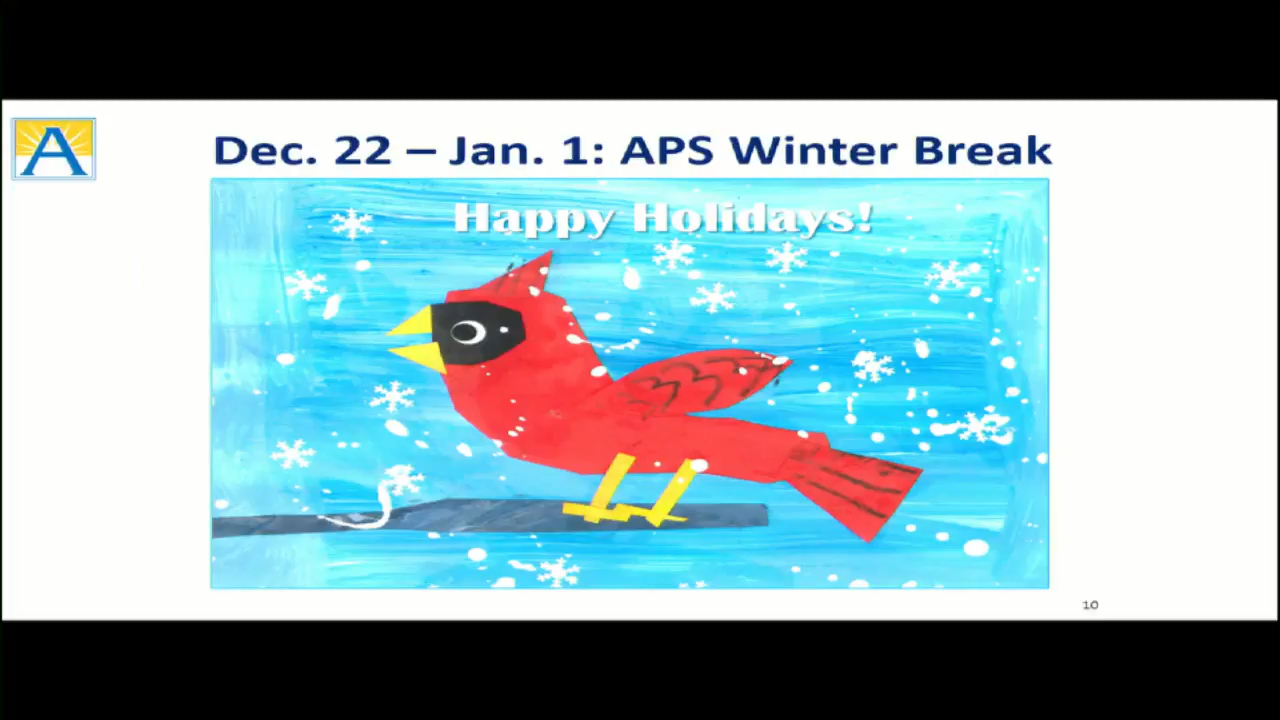 A
Dec. 22 – Jan. 1: APS Winter Break
Happy Holidays!
10